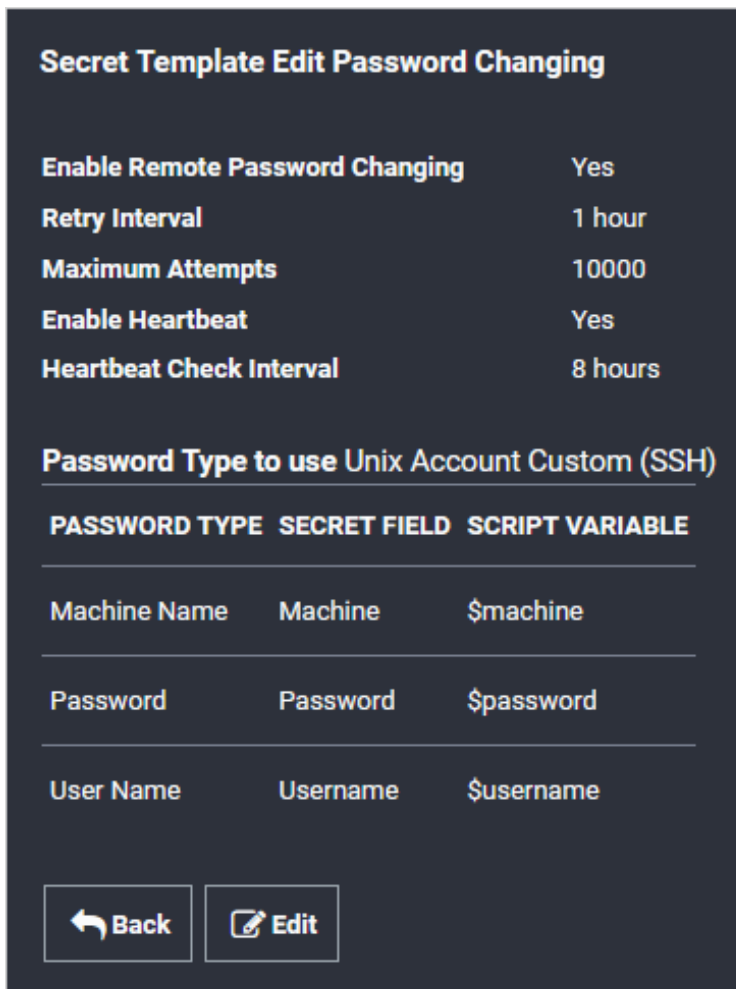 Secret Template Edit Password Changing
Enable Remote Password Changing Yes
Retry Interval 1 hour
Maximum Attempts 10000
Enable Heartbeat Yes
Heartbeat Check Interval 8 hours
Password Type to use Unix Account Custom (SSH)
PASSWORD TYPE SECRET FIELD SCRIPT VARIABLE
Machine Name Machine $machine
Password Password $password
User Name Username $username
Back Edit